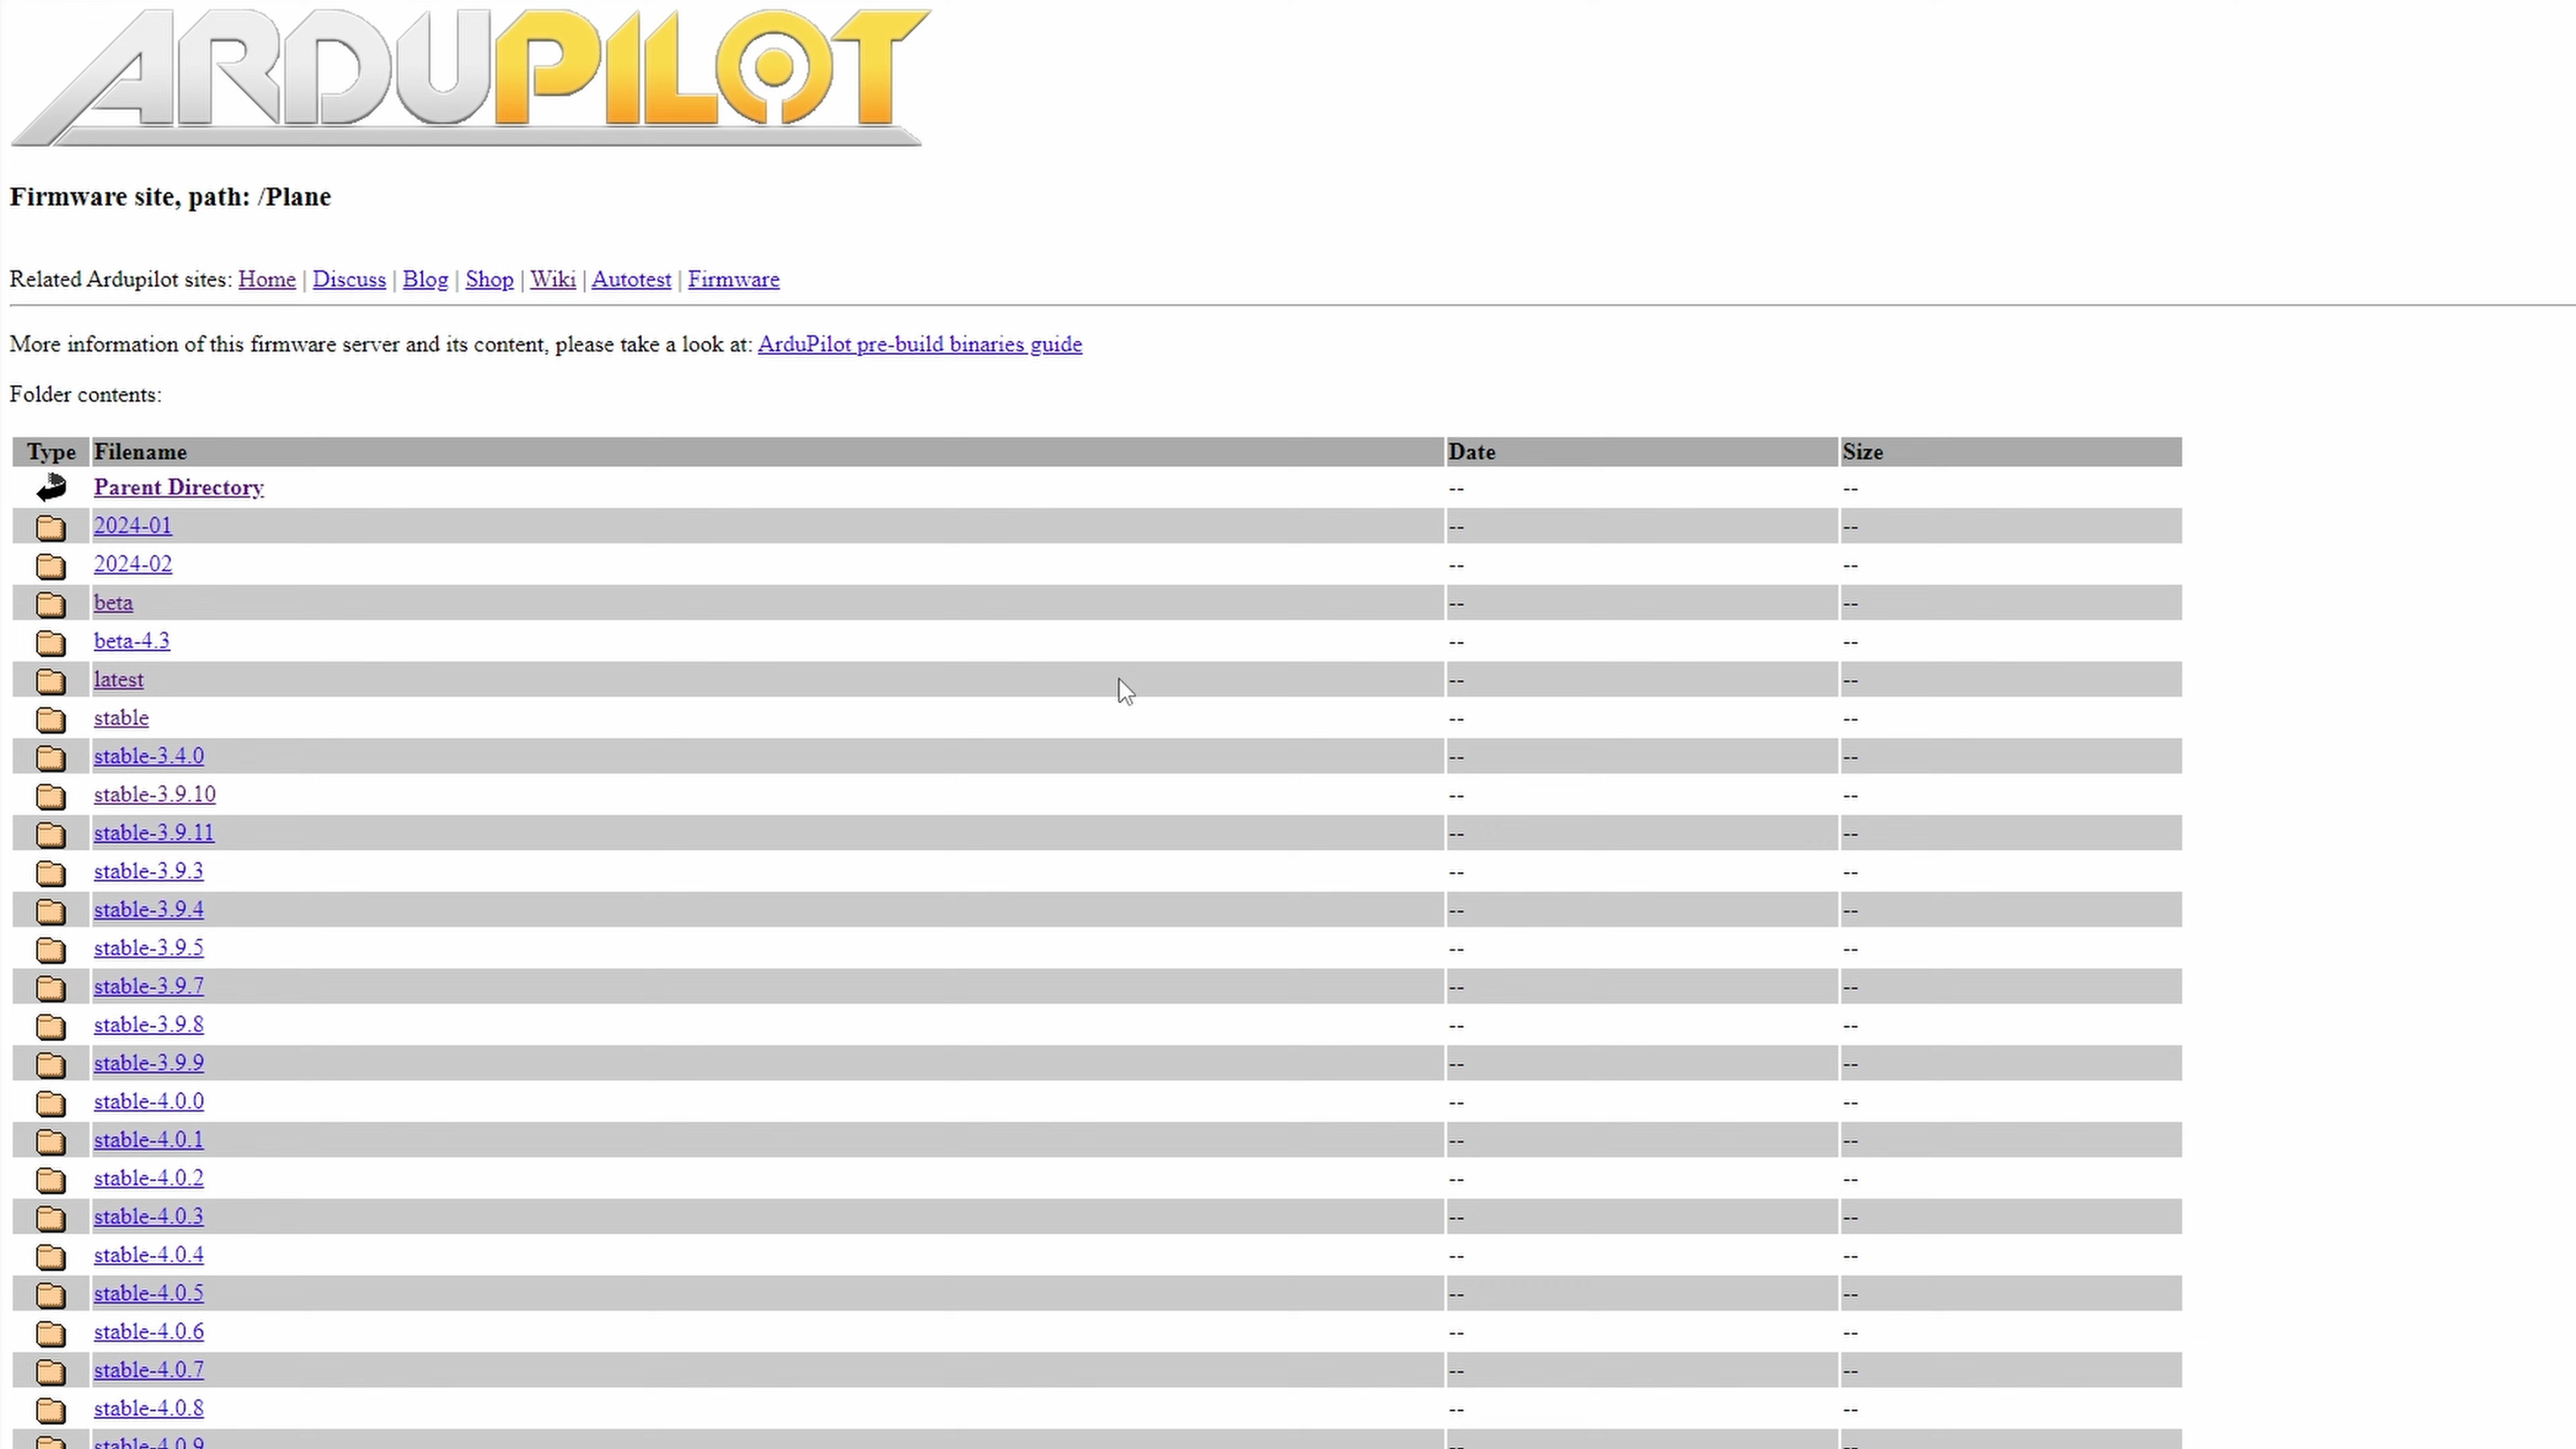 ARDUPILOT
Firmware site, path: /Plane
Related Ardupilot sites: Home | Discuss | Blog | Shop | Wiki | Autotest | Firmware
More information of this firmware server and its content, please take a look at: ArduPilot pre-build binaries guide
Folder contents:
Type Filename Date Size
Parent Directory -- --
2024-01 -- --
2024-02 -- --
beta -- --
beta-4.3 -- --
latest -- --
stable -- --
stable-3.4.0 -- --
stable-3.9.10 -- --
stable-3.9.11 -- --
stable-3.9.3 -- --
stable-3.9.4 -- --
stable-3.9.5 -- --
stable-3.9.7 -- --
stable-3.9.8 -- --
stable-3.9.9 -- --
stable-4.0.0 -- --
stable-4.0.1 -- --
stable-4.0.2 -- --
stable-4.0.3 -- --
stable-4.0.4 -- --
stable-4.0.5 -- --
stable-4.0.6 -- --
stable-4.0.7 -- --
stable-4.0.8 -- --
stable-4.0.9 -- --